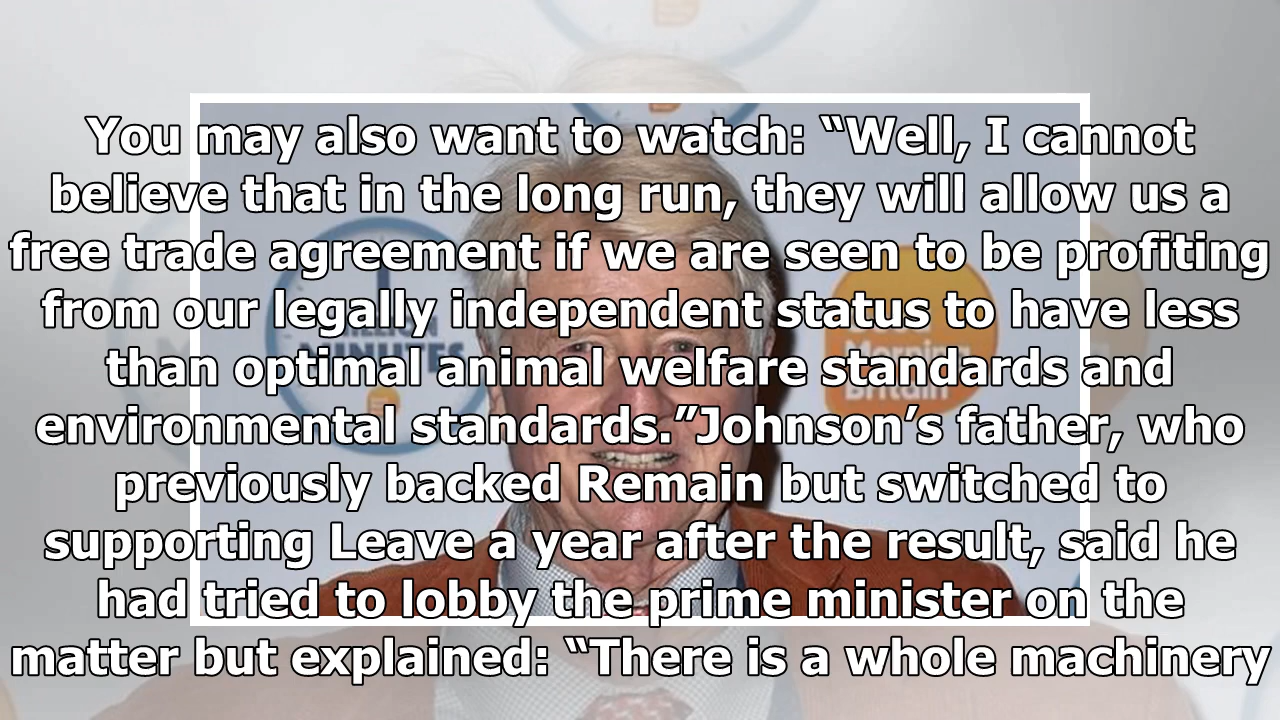 You may also want to watch: “Well, I cannot
believe that in the long run, they will allow us a
free trade agreement if we are seen to be profiting
from our legally independent status to have less
than optimal animal welfare standards and
environmental standards.”Johnson’s father, who
previously backed Remain but switched to
supporting Leave a year after the result, said he
had tried to lobby the prime minister on the
matter but explained: “There is a whole machinery
MINUTES
Morning
Britain